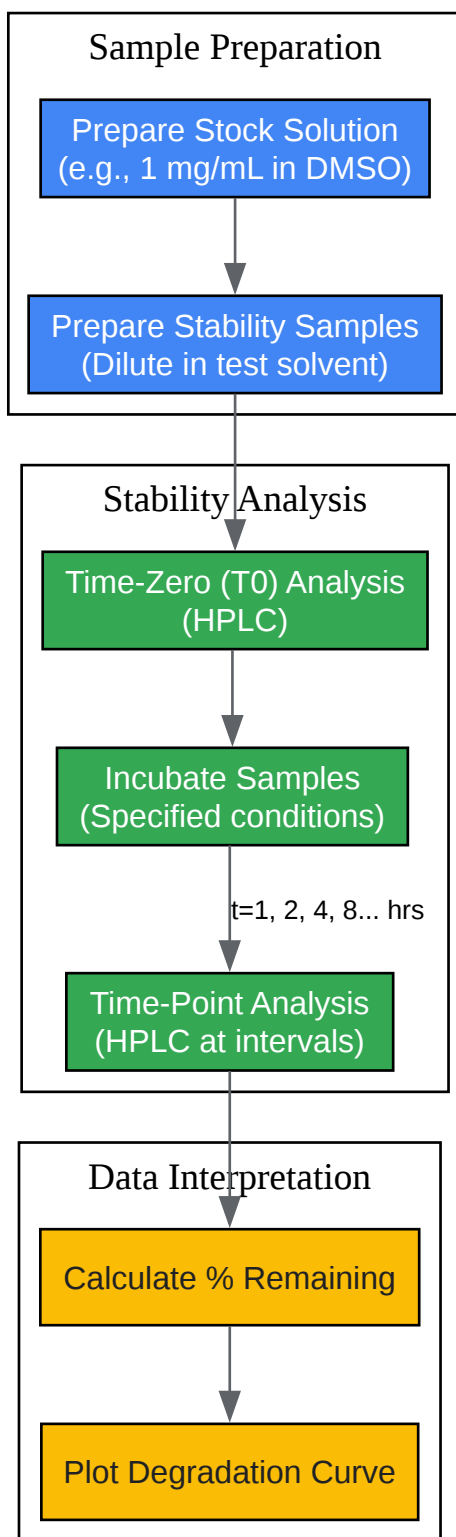 Sample Preparation
Prepare Stock Solution
(e.g., 1 mg/mL in DMSO)
Prepare Stability Samples
(Dilute in test solvent)
Stability Analysis
Time-Zero (T0) Analysis
(HPLC)
Incubate Samples
(Specified conditions)
t=1, 2, 4, 8... hrs
Time-Point Analysis
(HPLC at intervals)
Data Interpretation
Calculate % Remaining
Plot Degradation Curve